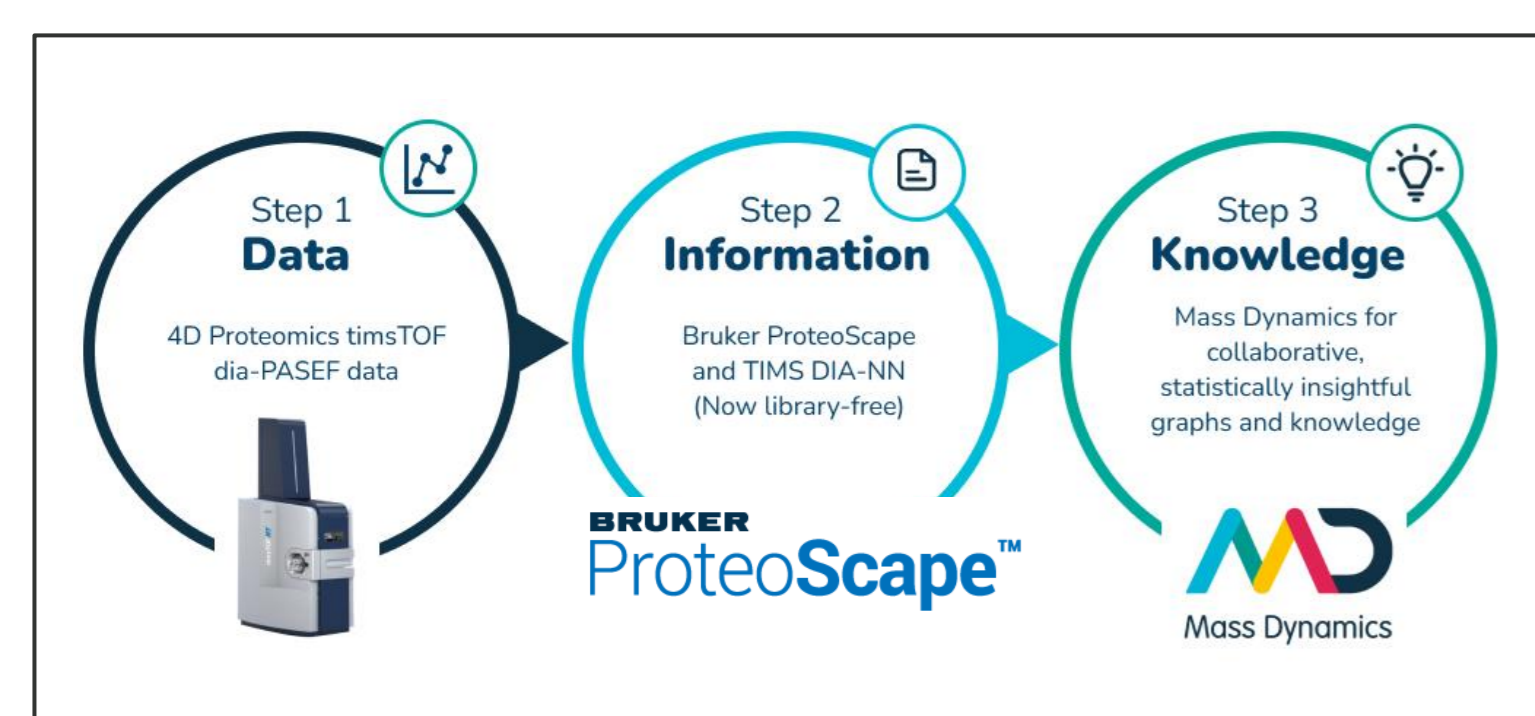 Step 1
Data
4D Proteomics timsTOF
dia-PASEF data
Step 2
Information
Bruker ProteoScape
and TIMS DIA-NN
(Now library-free)
BRUKER
ProteoScape™
Step 3
Knowledge
Mass Dynamics for
collaborative,
statistically insightful
graphs and knowledge
MD
Mass Dynamics